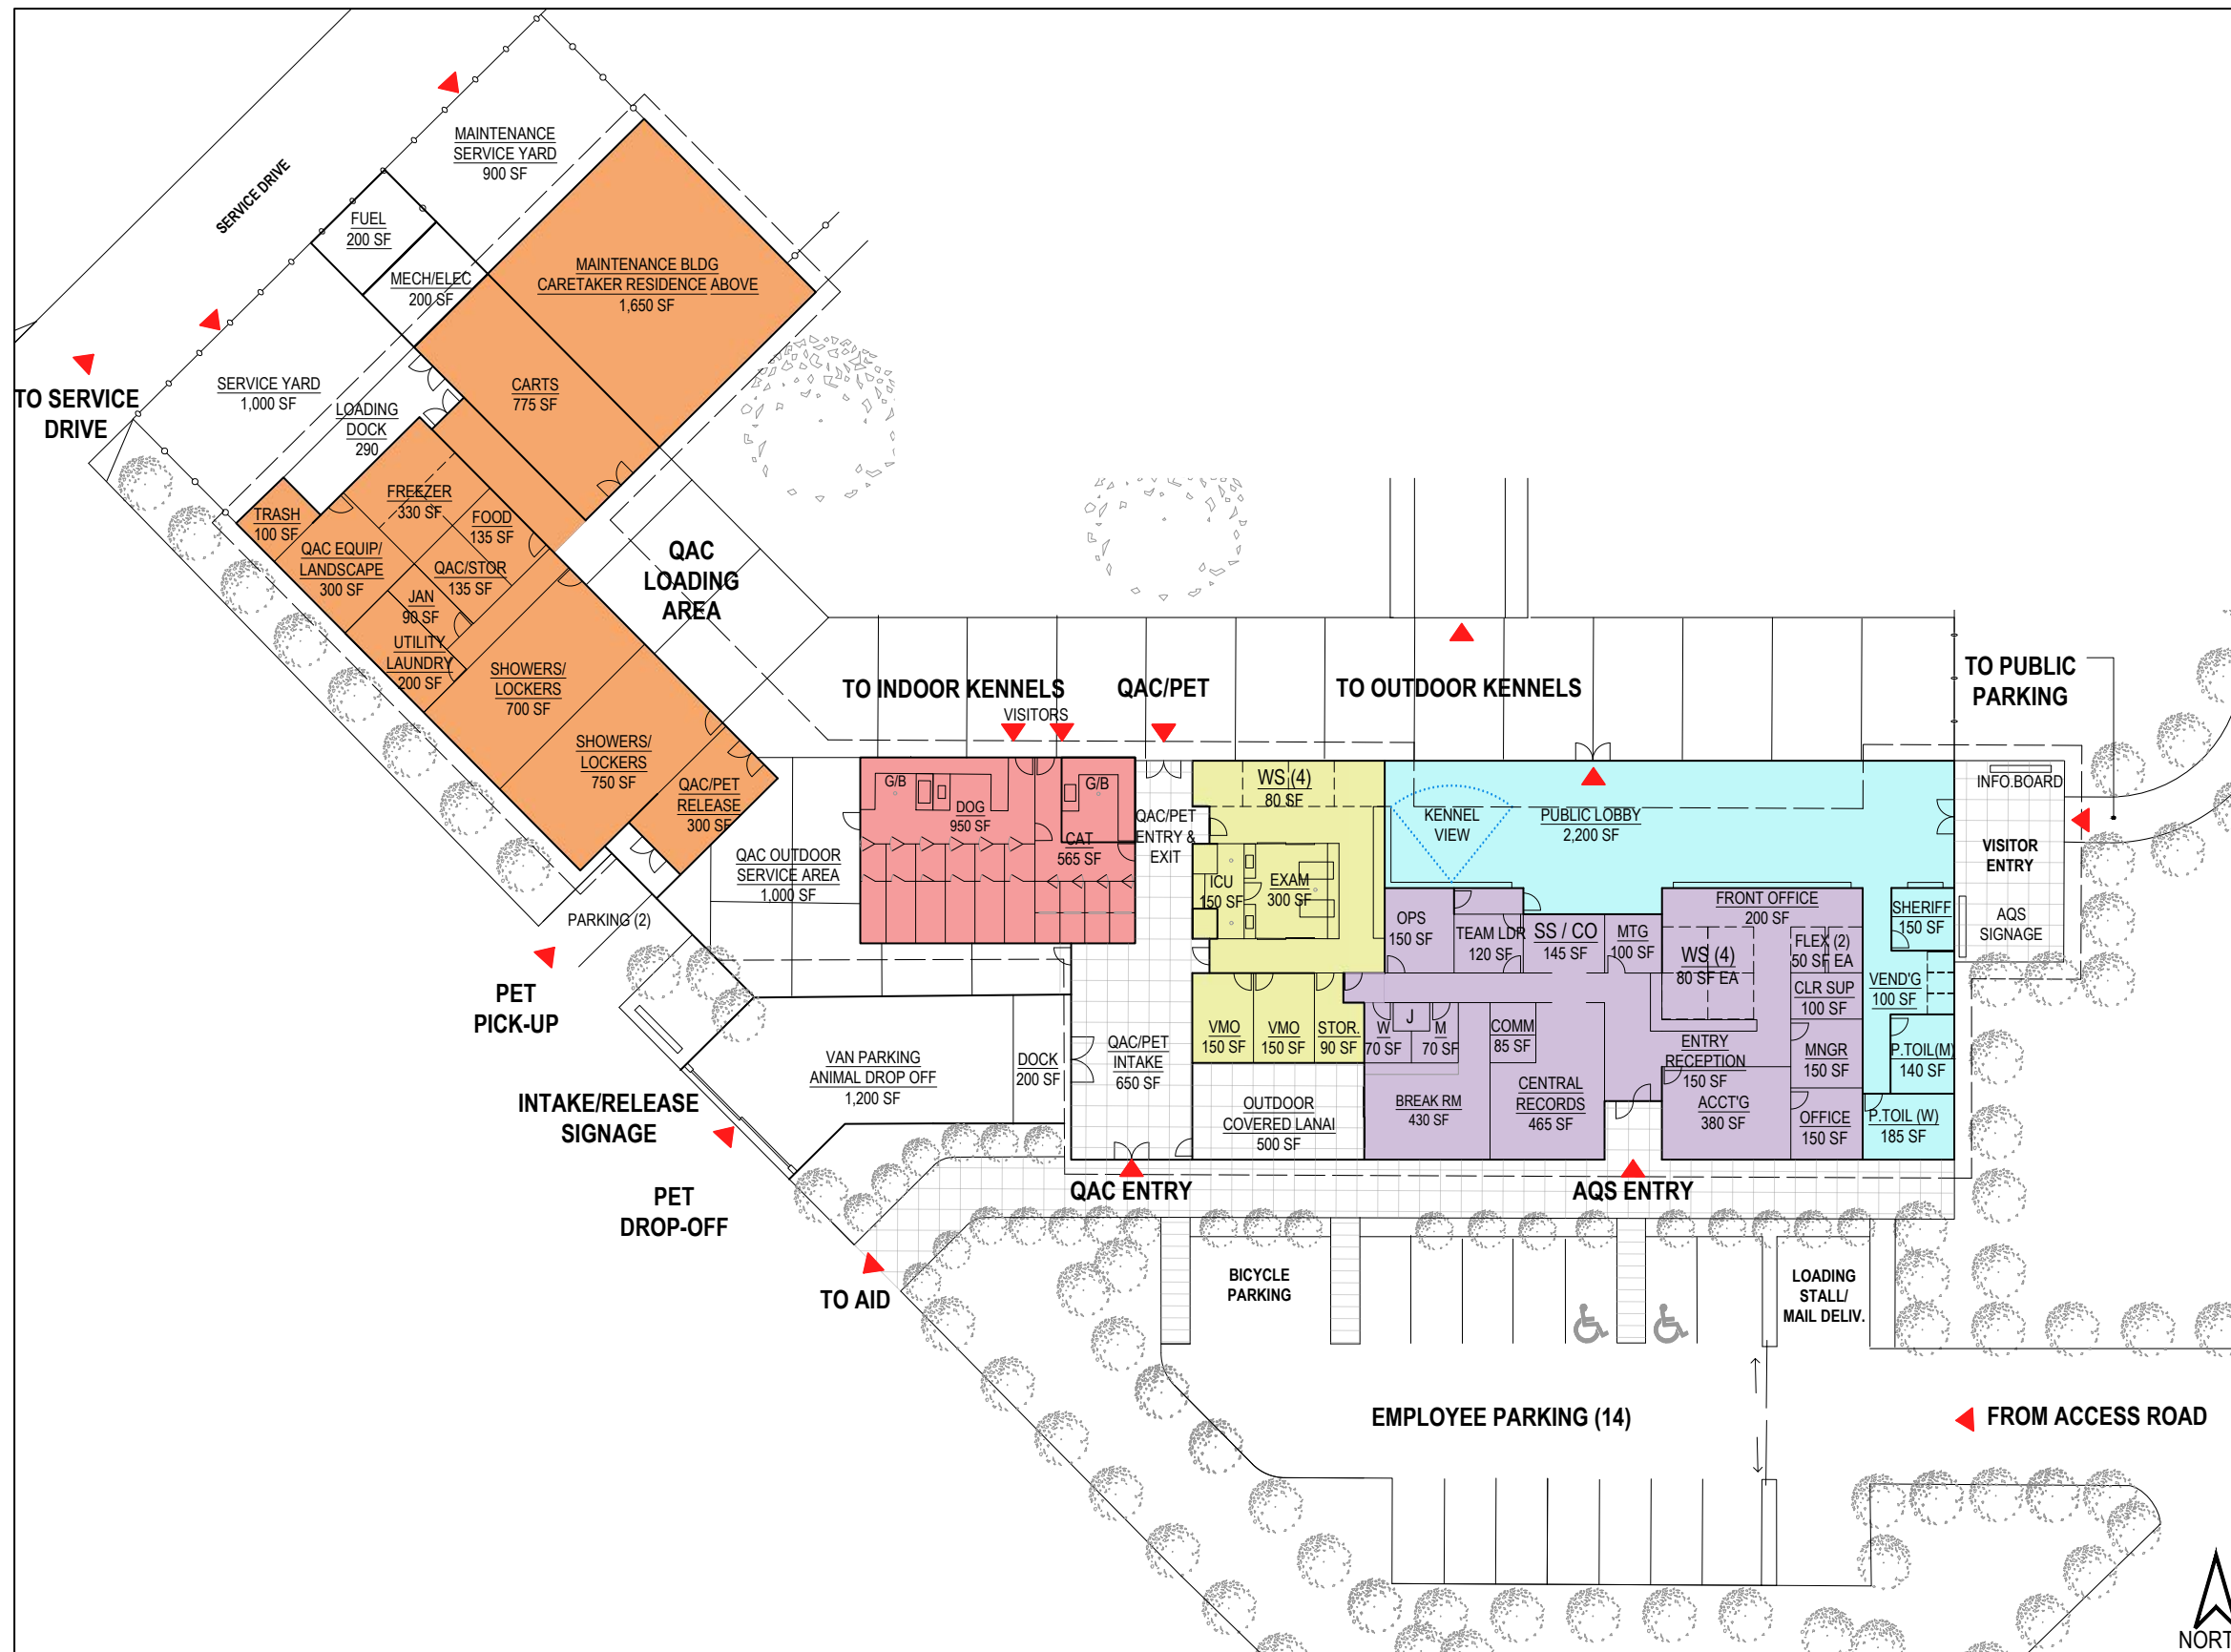 MAINTENANCE
SERVICE YARD
900 SF
SERVICE DRIVE
FUEL
200 SF
MECH/ELEC
200 SF
MAINTENANCE BLDG
CARETAKER RESIDENCE ABOVE
1,650 SF
TO SERVICE
DRIVE
SERVICE YARD
1,000 SF
LOADING
DOCK
290
CARTS
775 SF
TRASH
100 SF
FREEZER
330 SF
FOOD
135 SF
QAC EQUIP/
LANDSCAPE
300 SF
QAC/STOR
135 SF
JAN
90 SF
UTILITY
LAUNDRY
200 SF
QAC
LOADING
AREA
SHOWERS/
LOCKERS
700 SF
SHOWERS/
LOCKERS
750 SF
QAC/PET
RELEASE
300 SF
TO INDOOR KENNELS
VISITORS
QAC/PET
TO OUTDOOR KENNELS
TO PUBLIC
PARKING
G/B
DOG
950 SF
G/B
CAT
565 SF
QAC/PET
ENTRY &
EXIT
WS (4)
80 SF
ICU
150 SF
EXAM
300 SF
KENNEL
VIEW
PUBLIC LOBBY
2,200 SF
INFO.BOARD
VISITOR
ENTRY
AQS
SIGNAGE
QAC OUTDOOR
SERVICE AREA
1,000 SF
PARKING (2)
PET
PICK-UP
OPS
150 SF
TEAM LDR
120 SF
SS / CO
145 SF
MTG
100 SF
FRONT OFFICE
200 SF
WS (4)
80 SF EA
FLEX (2)
50 SF EA
CLR SUP
100 SF
SHERIFF
150 SF
VEND'G
100 SF
VAN PARKING
ANIMAL DROP OFF
1,200 SF
DOCK
200 SF
QAC/PET
INTAKE
650 SF
VMO
150 SF
VMO
150 SF
STOR.
90 SF
W
70 SF
J
M
70 SF
COMM
85 SF
ENTRY
RECEPTION
150 SF
MNGR
150 SF
P.TOIL(M)
140 SF
INTAKE/RELEASE
SIGNAGE
OUTDOOR
COVERED LANAI
500 SF
BREAK RM
430 SF
CENTRAL
RECORDS
465 SF
ACCT'G
380 SF
OFFICE
150 SF
P.TOIL (W)
185 SF
PET
DROP-OFF
QAC ENTRY
AQS ENTRY
TO AID
BICYCLE
PARKING
LOADING
STALL/
MAIL DELIV.
EMPLOYEE PARKING (14)
FROM ACCESS ROAD
NORT